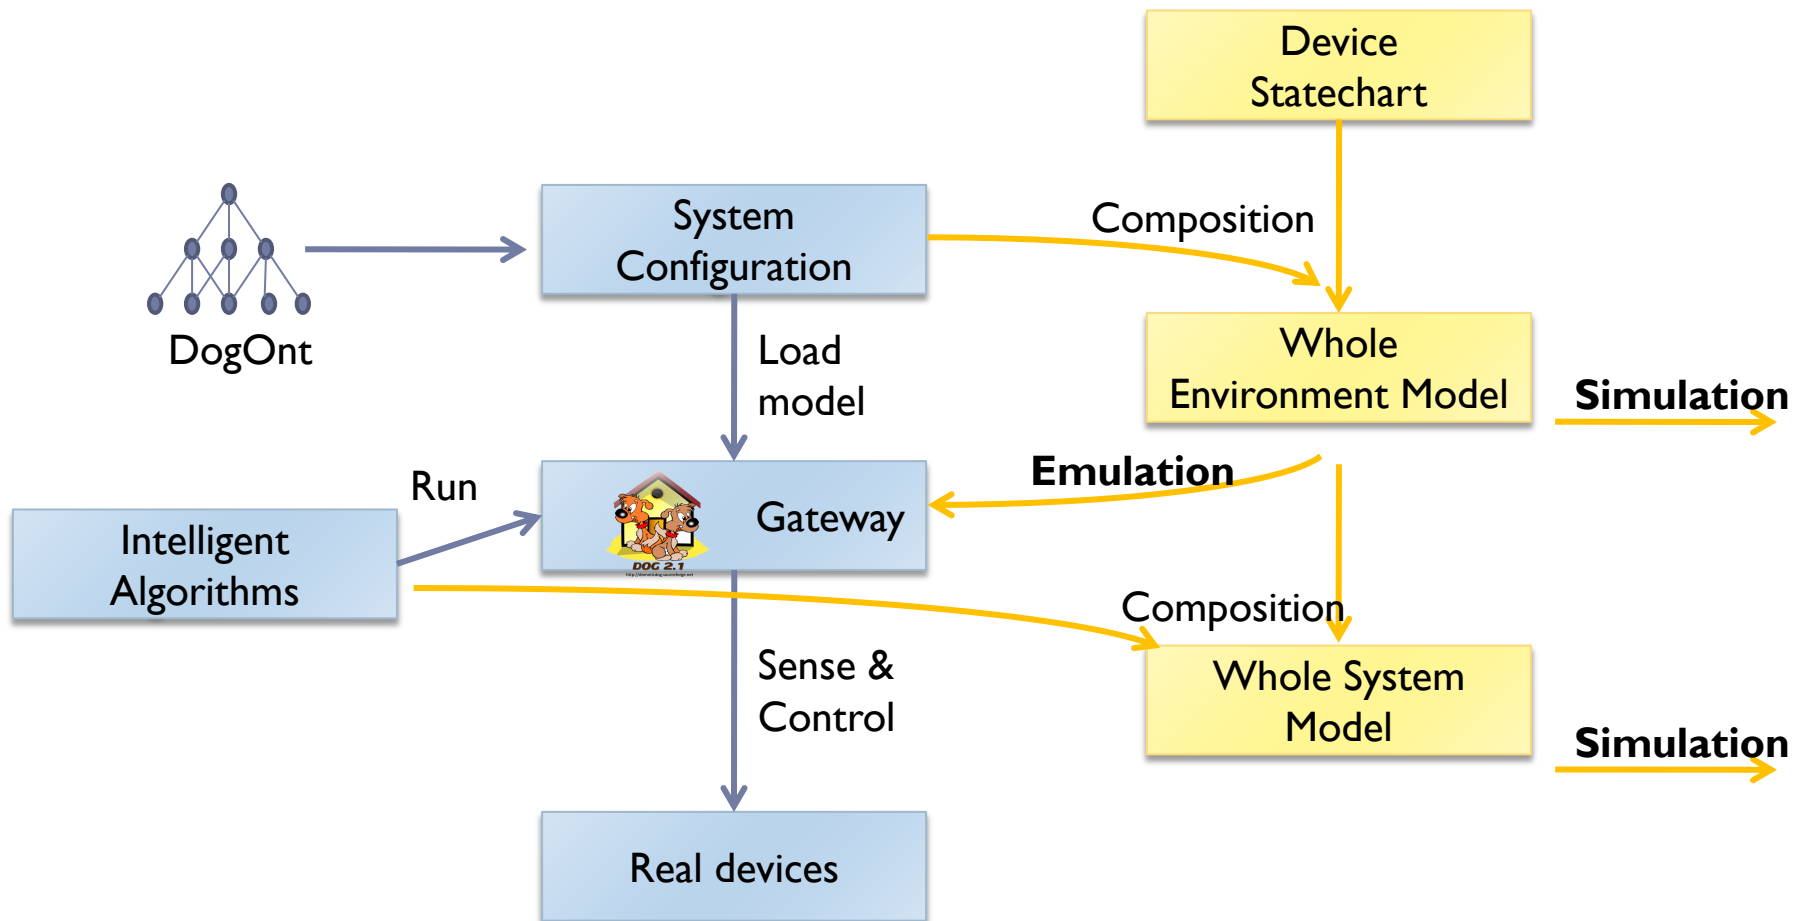 Device
Statechart
System
Configuration
Composition
DogOnt
Load
model
Whole
Environment Model
Simulation
Run
Emulation
Gateway
DOG 2.1
Intelligent
Algorithms
Composition
Sense &
Control
Whole System
Model
Simulation
Real devices